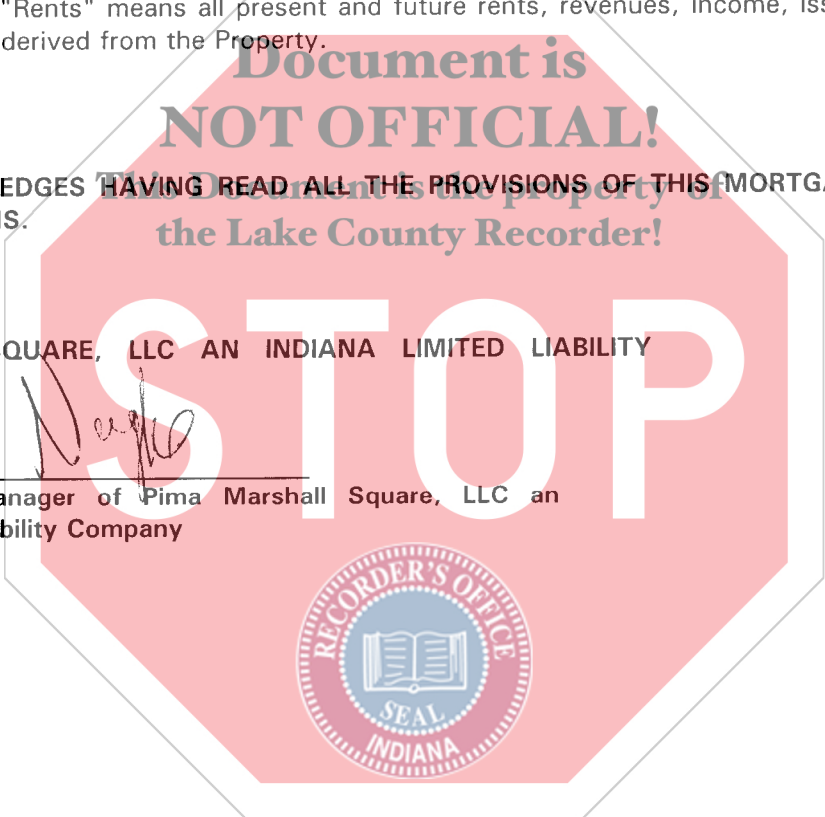 "Rents" means all present and future rents, revenues, income, iss
derived from the Property.
Document is
NOT OFFICIAL!
EDGES HAVING READ ALL THE PROVISIONS OF THIS MORTGA
This Document is the property of
IS.
the Lake County Recorder!
STOP
QUARE, LLC AN INDIANA LIMITED LIABILITY
anager of Pima Marshall Square, LLC an
bility Company
RECORDER'S OFFICE
SEAL
INDIANA